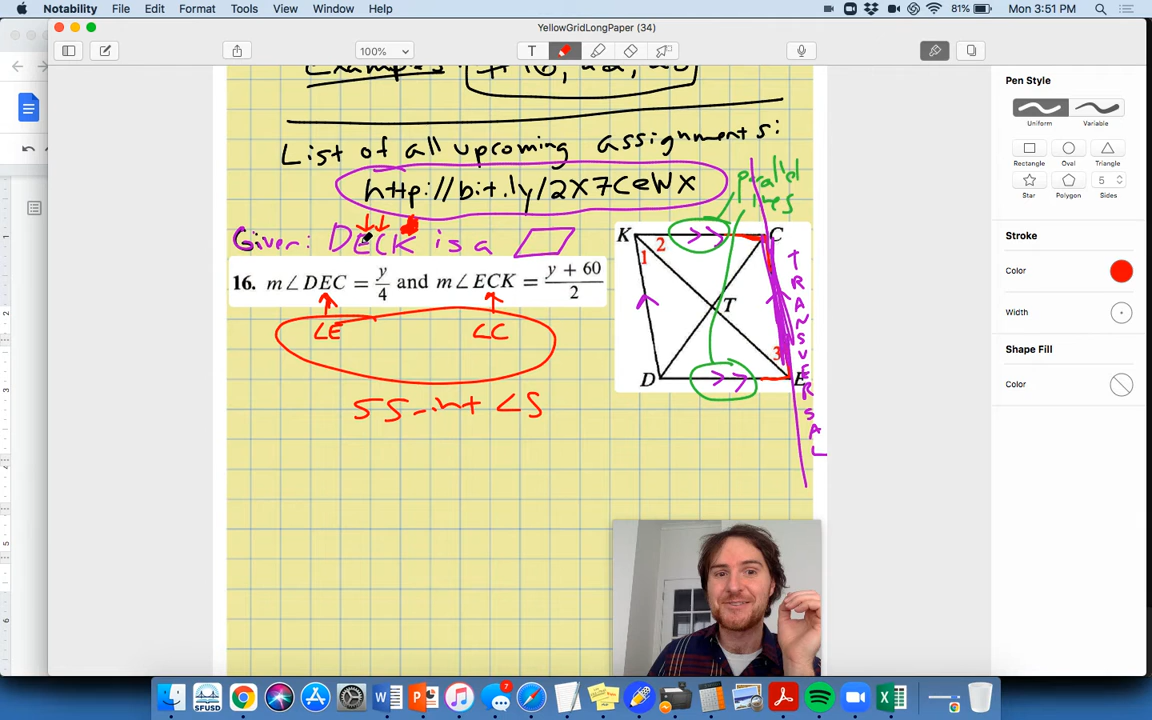 Notability File Edit Format Tools View Window Help
81% Mon 3:51 PM
YellowGridLongPaper (34)
100%
T
Examples
List of all upcoming assignments:
http://bit.ly/2X7CeWX
parallel
lines
Given: DECK is a
16. m∠DEC = y/4 and m∠ECK = (y + 60)/2
∠E ∠C
SS-int ∠S
K C
2
1
T
3
D E
TRANSVERSAL
Pen Style
Uniform Variable
Rectangle Oval Triangle
5
Star Polygon Sides
Stroke
Color
Width
Shape Fill
Color
SFUSD
7